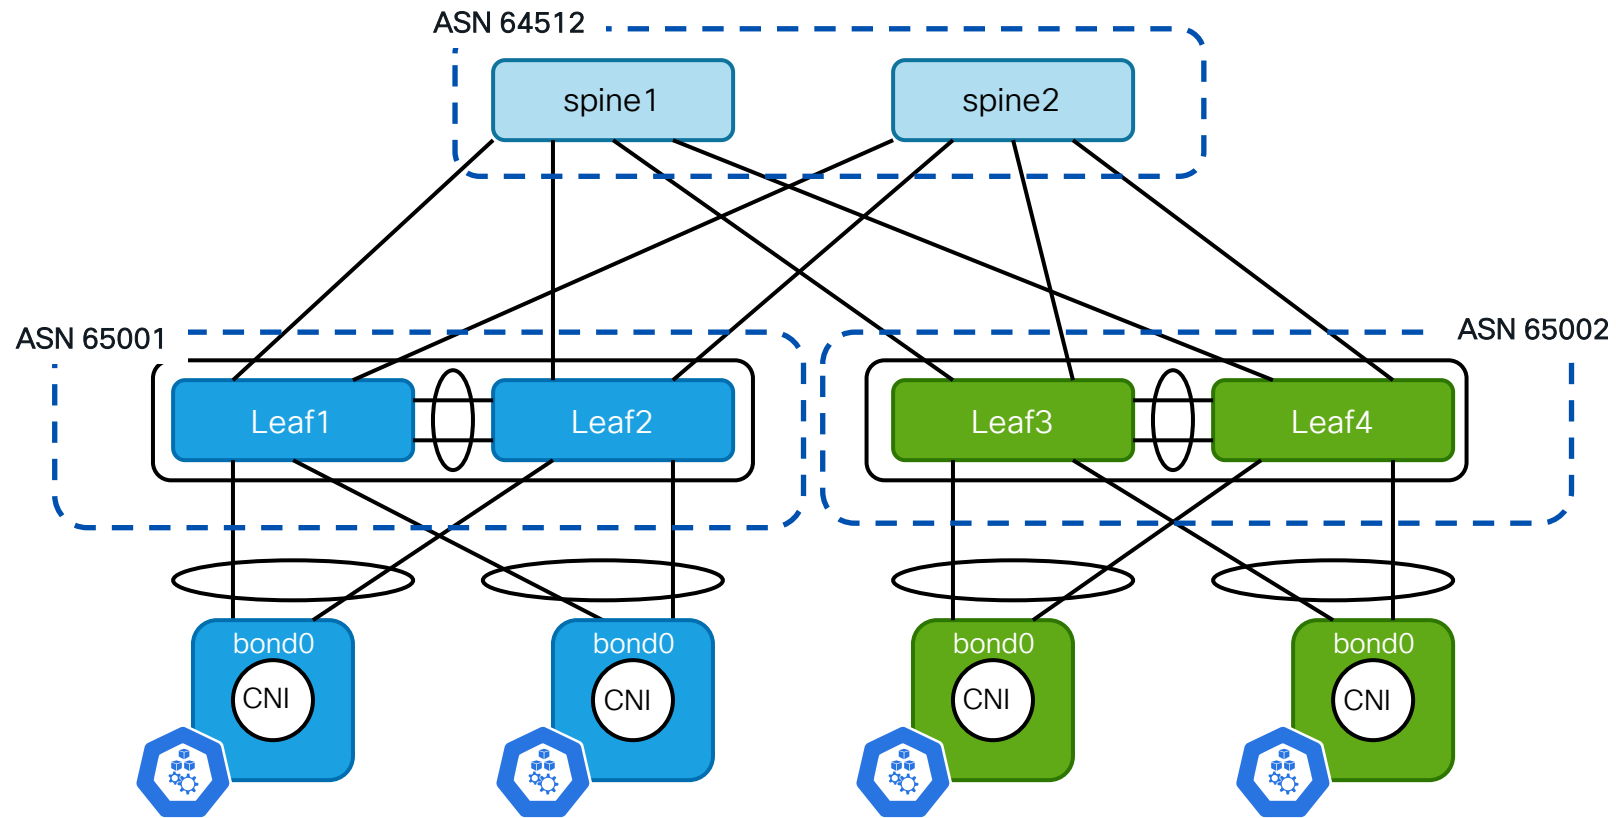 ASN 64512
spine1
spine2
ASN 65001
ASN 65002
Leaf1
Leaf2
Leaf3
Leaf4
bond0
bond0
bond0
bond0
CNI
CNI
CNI
CNI